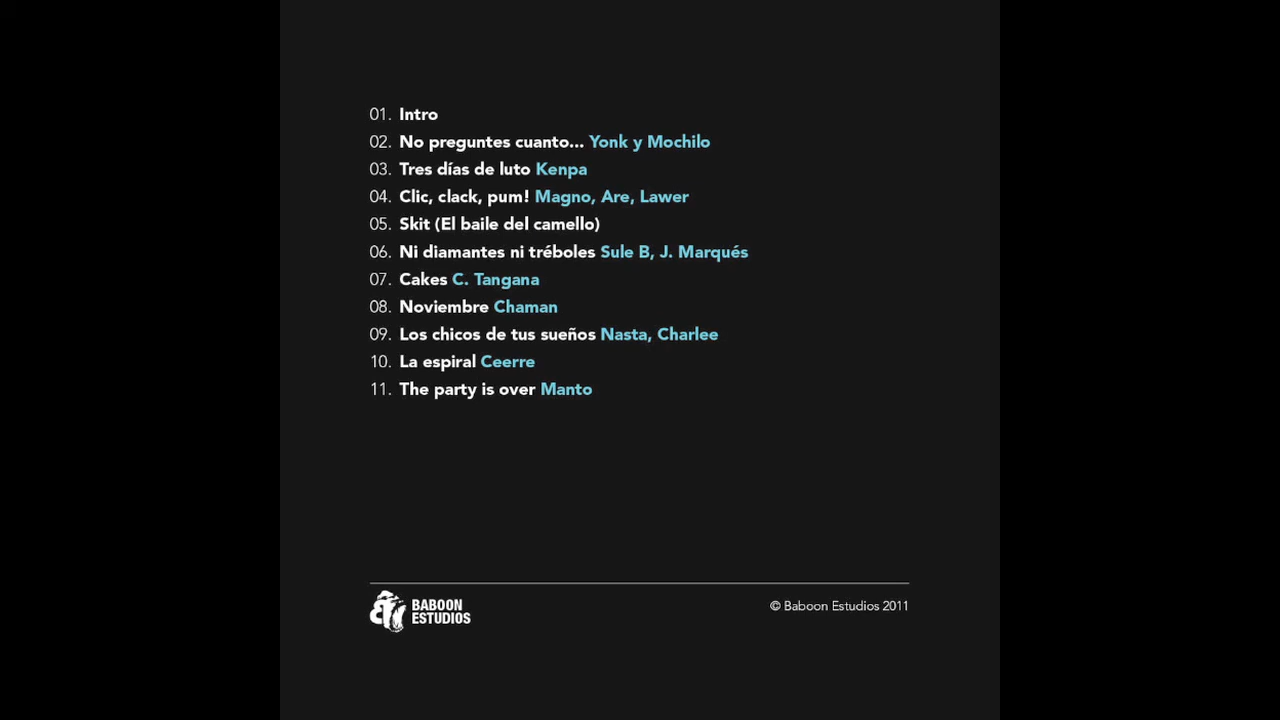 01. Intro
02. No preguntes cuanto... Yonk y Mochilo
03. Tres días de luto Kenpa
04. Clic, clack, pum! Magno, Are, Lawer
05. Skit (El baile del camello)
06. Ni diamantes ni tréboles Sule B, J. Marqués
07. Cakes C. Tangana
08. Noviembre Chaman
09. Los chicos de tus sueños Nasta, Charlee
10. La espiral Ceerre
11. The party is over Manto
BABOON
ESTUDIOS
© Baboon Estudios 2011